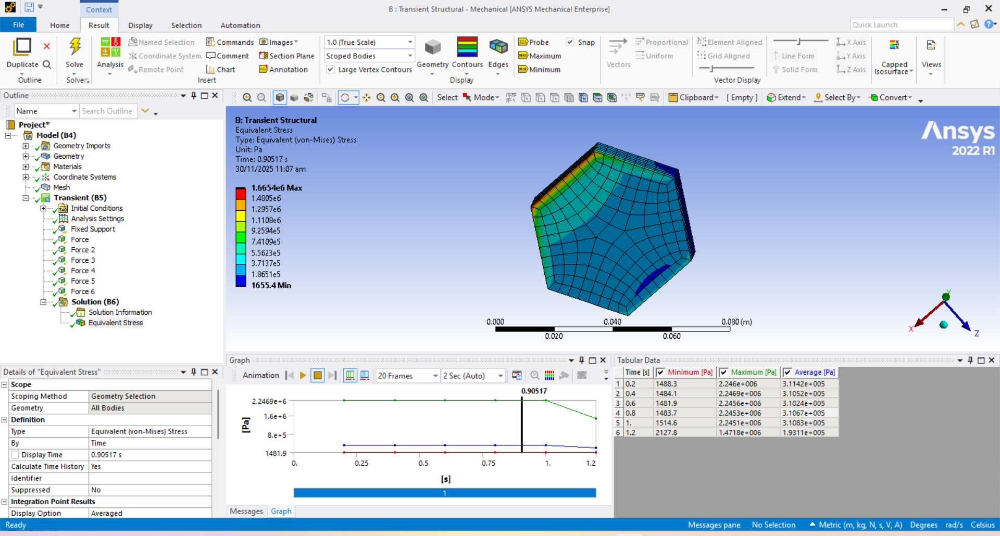 Context
B : Transient Structural - Mechanical [ANSYS Mechanical Enterprise]
File Home Result Display Selection Automation
Quick Launch
Duplicate
Outline
Solve
Solver
Analysis
Named Selection
Coordinate System
Remote Point
Commands
Comment
Chart
Images
Section Plane
Annotation
Insert
1.0 (True Scale)
Scoped Bodies
Large Vertex Contours
Geometry
Contours
Edges
Display
Probe
Maximum
Minimum
Snap
Vectors
Proportional
Uniform
Element Aligned
Grid Aligned
Line Form
Solid Form
X Axis
Y Axis
Z Axis
Vector Display
Capped
Isosurface
Views
Outline
Name
Search Outline
Select
Mode
Clipboard
[ Empty ]
Extend
Select By
Convert
Project*
Model (B4)
Geometry Imports
Geometry
Materials
Coordinate Systems
Mesh
Transient (B5)
Initial Conditions
Analysis Settings
Fixed Support
Force
Force 2
Force 3
Force 4
Force 5
Force 6
Solution (B6)
Solution Information
Equivalent Stress
B: Transient Structural
Equivalent Stress
Type: Equivalent (von-Mises) Stress
Unit: Pa
Time: 0.90517 s
30/11/2025 11:07 am
1.6654e6 Max
1.4805e6
1.2957e6
1.1108e6
9.2594e5
7.4109e5
5.5623e5
3.7137e5
1.8651e5
1655.4 Min
Ansys
2022 R1
0.000 0.040 0.080 (m)
0.020 0.060
Y
X
Z
Details of "Equivalent Stress"
Scope
Scoping Method Geometry Selection
Geometry All Bodies
Definition
Type Equivalent (von-Mises) Stress
By Time
Display Time 0.90517 s
Calculate Time History Yes
Identifier
Suppressed No
Integration Point Results
Display Option Averaged
Graph
Animation
20 Frames
2 Sec (Auto)
0.90517
2.2469e+6
1.6e+6
8.e+5
1481.9
[Pa]
0. 0.25 0.5 0.75 1. 1.2
[s]
1
Messages Graph
Tabular Data
Time [s] Minimum [Pa] Maximum [Pa] Average [Pa]
1 0.2 1488.3 2.246e+006 3.1142e+005
2 0.4 1484.1 2.2469e+006 3.1052e+005
3 0.6 1481.9 2.2456e+006 3.1024e+005
4 0.8 1483.7 2.2453e+006 3.1067e+005
5 1. 1514.6 2.2451e+006 3.1083e+005
6 1.2 2127.8 1.4718e+006 1.9311e+005
Ready
Messages pane
No Selection
Metric (m, kg, N, s, V, A)
Degrees
rad/s
Celsius